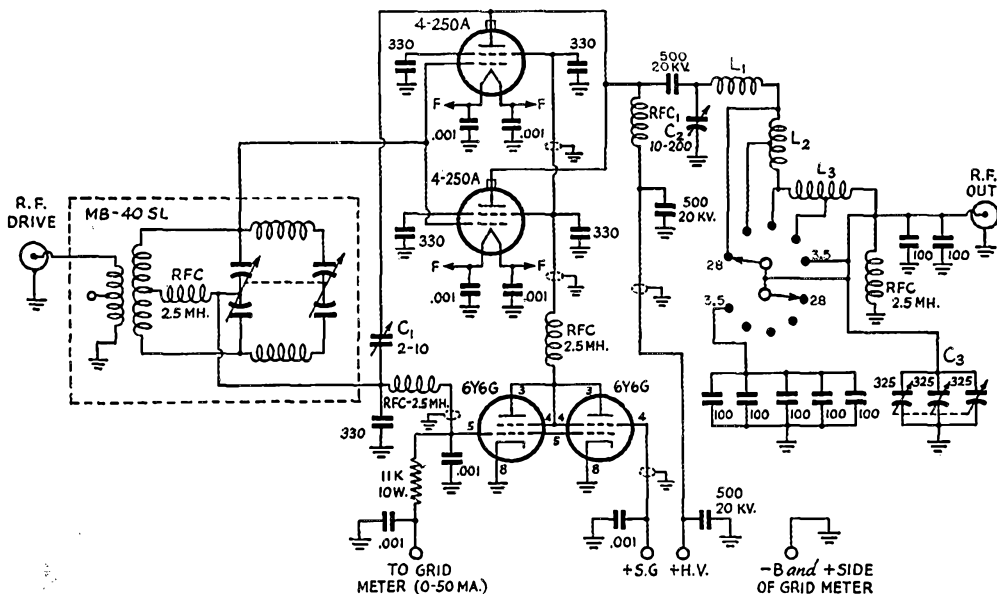 4-250A
330
330
F
F
.001
.001
500
20 KV.
L1
RFC1
C2
10-200
L2
4-250A
L3
R.F.
DRIVE
MB-40 SL
R.F.
OUT
330
330
500
20 KV.
100
100
RFC
2.5 MH.
F
F
.001
.001
28
3.5
3.5
28
RFC
2.5 MH.
RFC
2.5 MH.
C1
2-10
C3
6Y6G
6Y6G
325
325
325
RFC-2.5 MH.
3
3
100
100
100
100
100
330
5
4
4
5
4
.001
8
8
11K
10W.
500
20 KV.
.001
.001
TO GRID
METER (0-50 MA.)
+S.G
+H.V.
-B and +SIDE
OF GRID METER